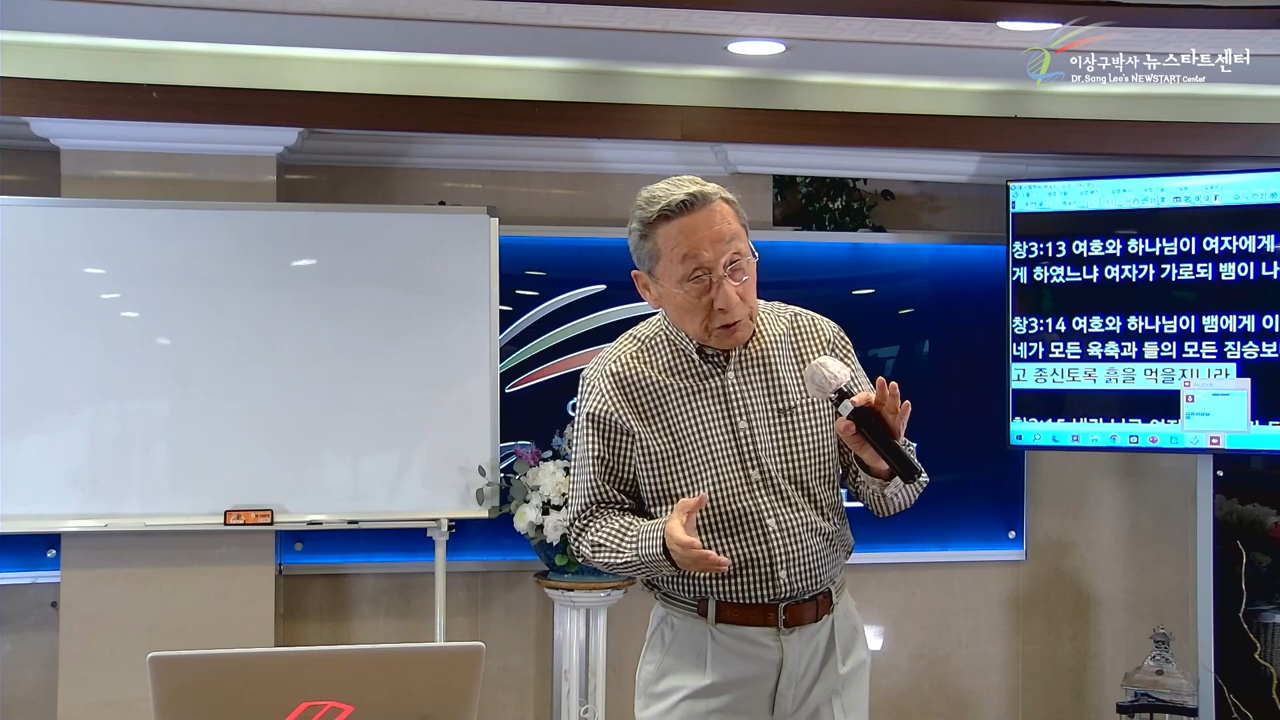 이상구박사 뉴스타트센터
Dr. Sang Lee's NEWSTART Center
창3:13 여호와 하나님이 여자에게
게 하였느냐 여자가 가로되 뱀이 나
창3:14 여호와 하나님이 뱀에게 이
네가 모든 육축과 들의 모든 짐승보
고 종신토록 흙을 먹을지니라